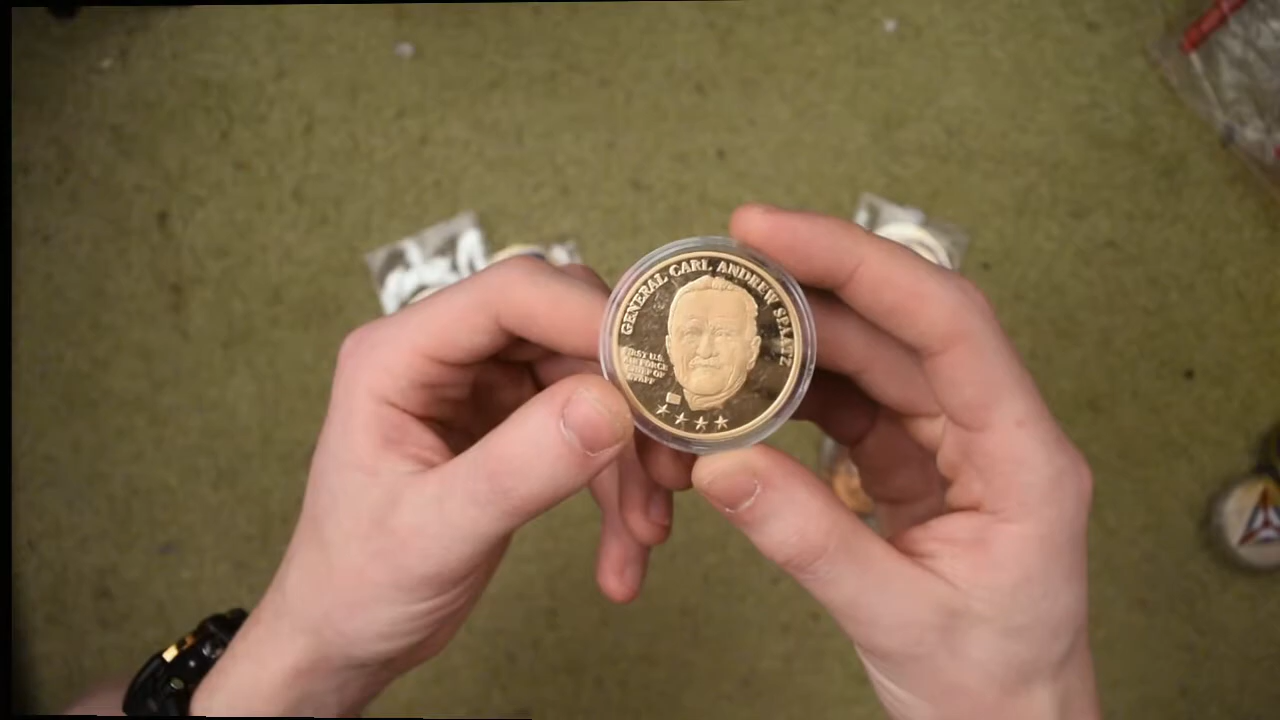 GENERAL CARL ANDREW SPAATZ
FIRST U.S.
AIR FORCE
CHIEF OF
STAFF